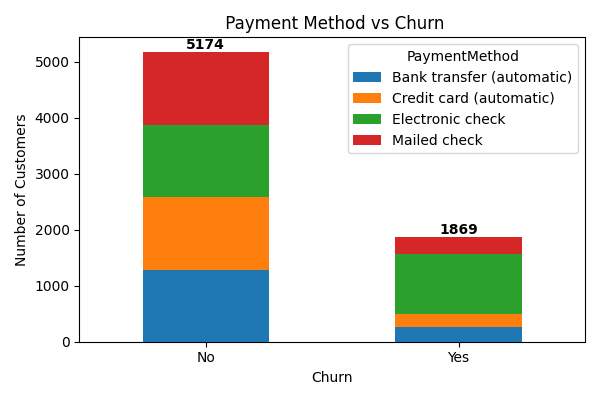 Payment Method vs Churn
5174
PaymentMethod
Bank transfer (automatic)
Credit card (automatic)
Electronic check
Mailed check
1869
Number of Customers
5000
4000
3000
2000
1000
0
No
Yes
Churn